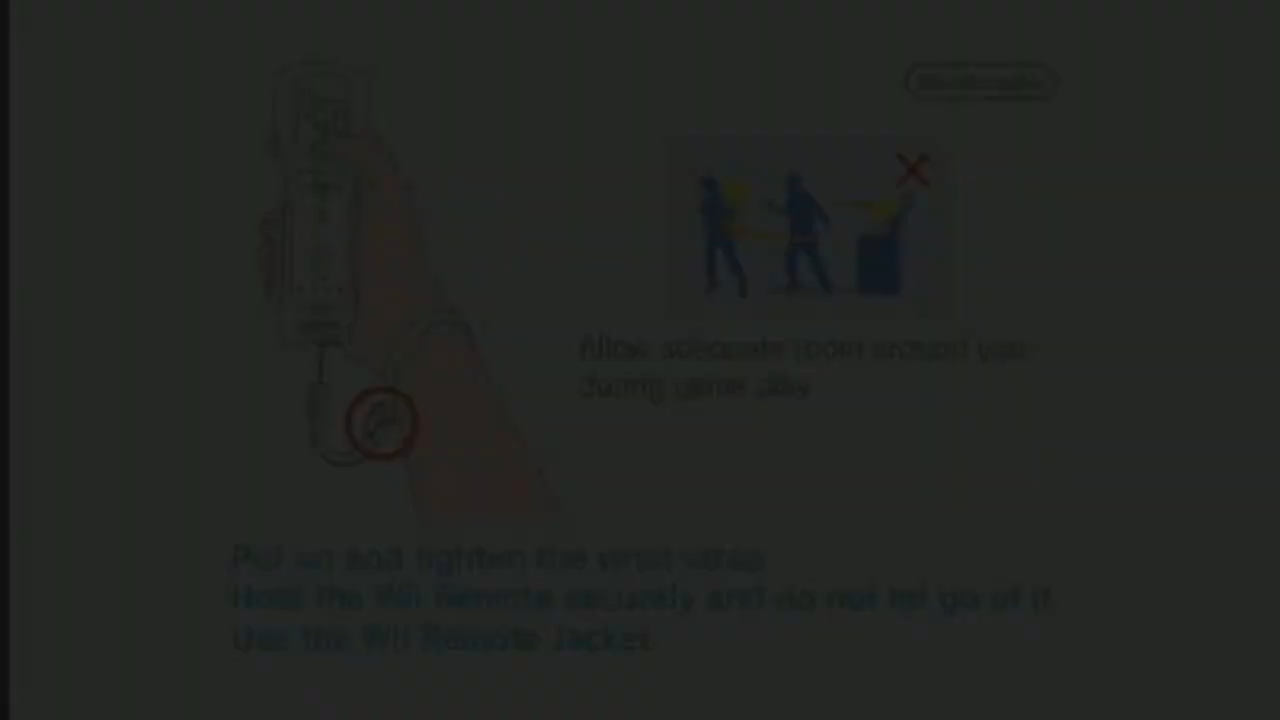 Nintendo
Allow adequate room around you
during game play.
Put on and tighten the wrist strap.
Hold the Wii Remote securely and do not let go of it.
Use the Wii Remote Jacket.